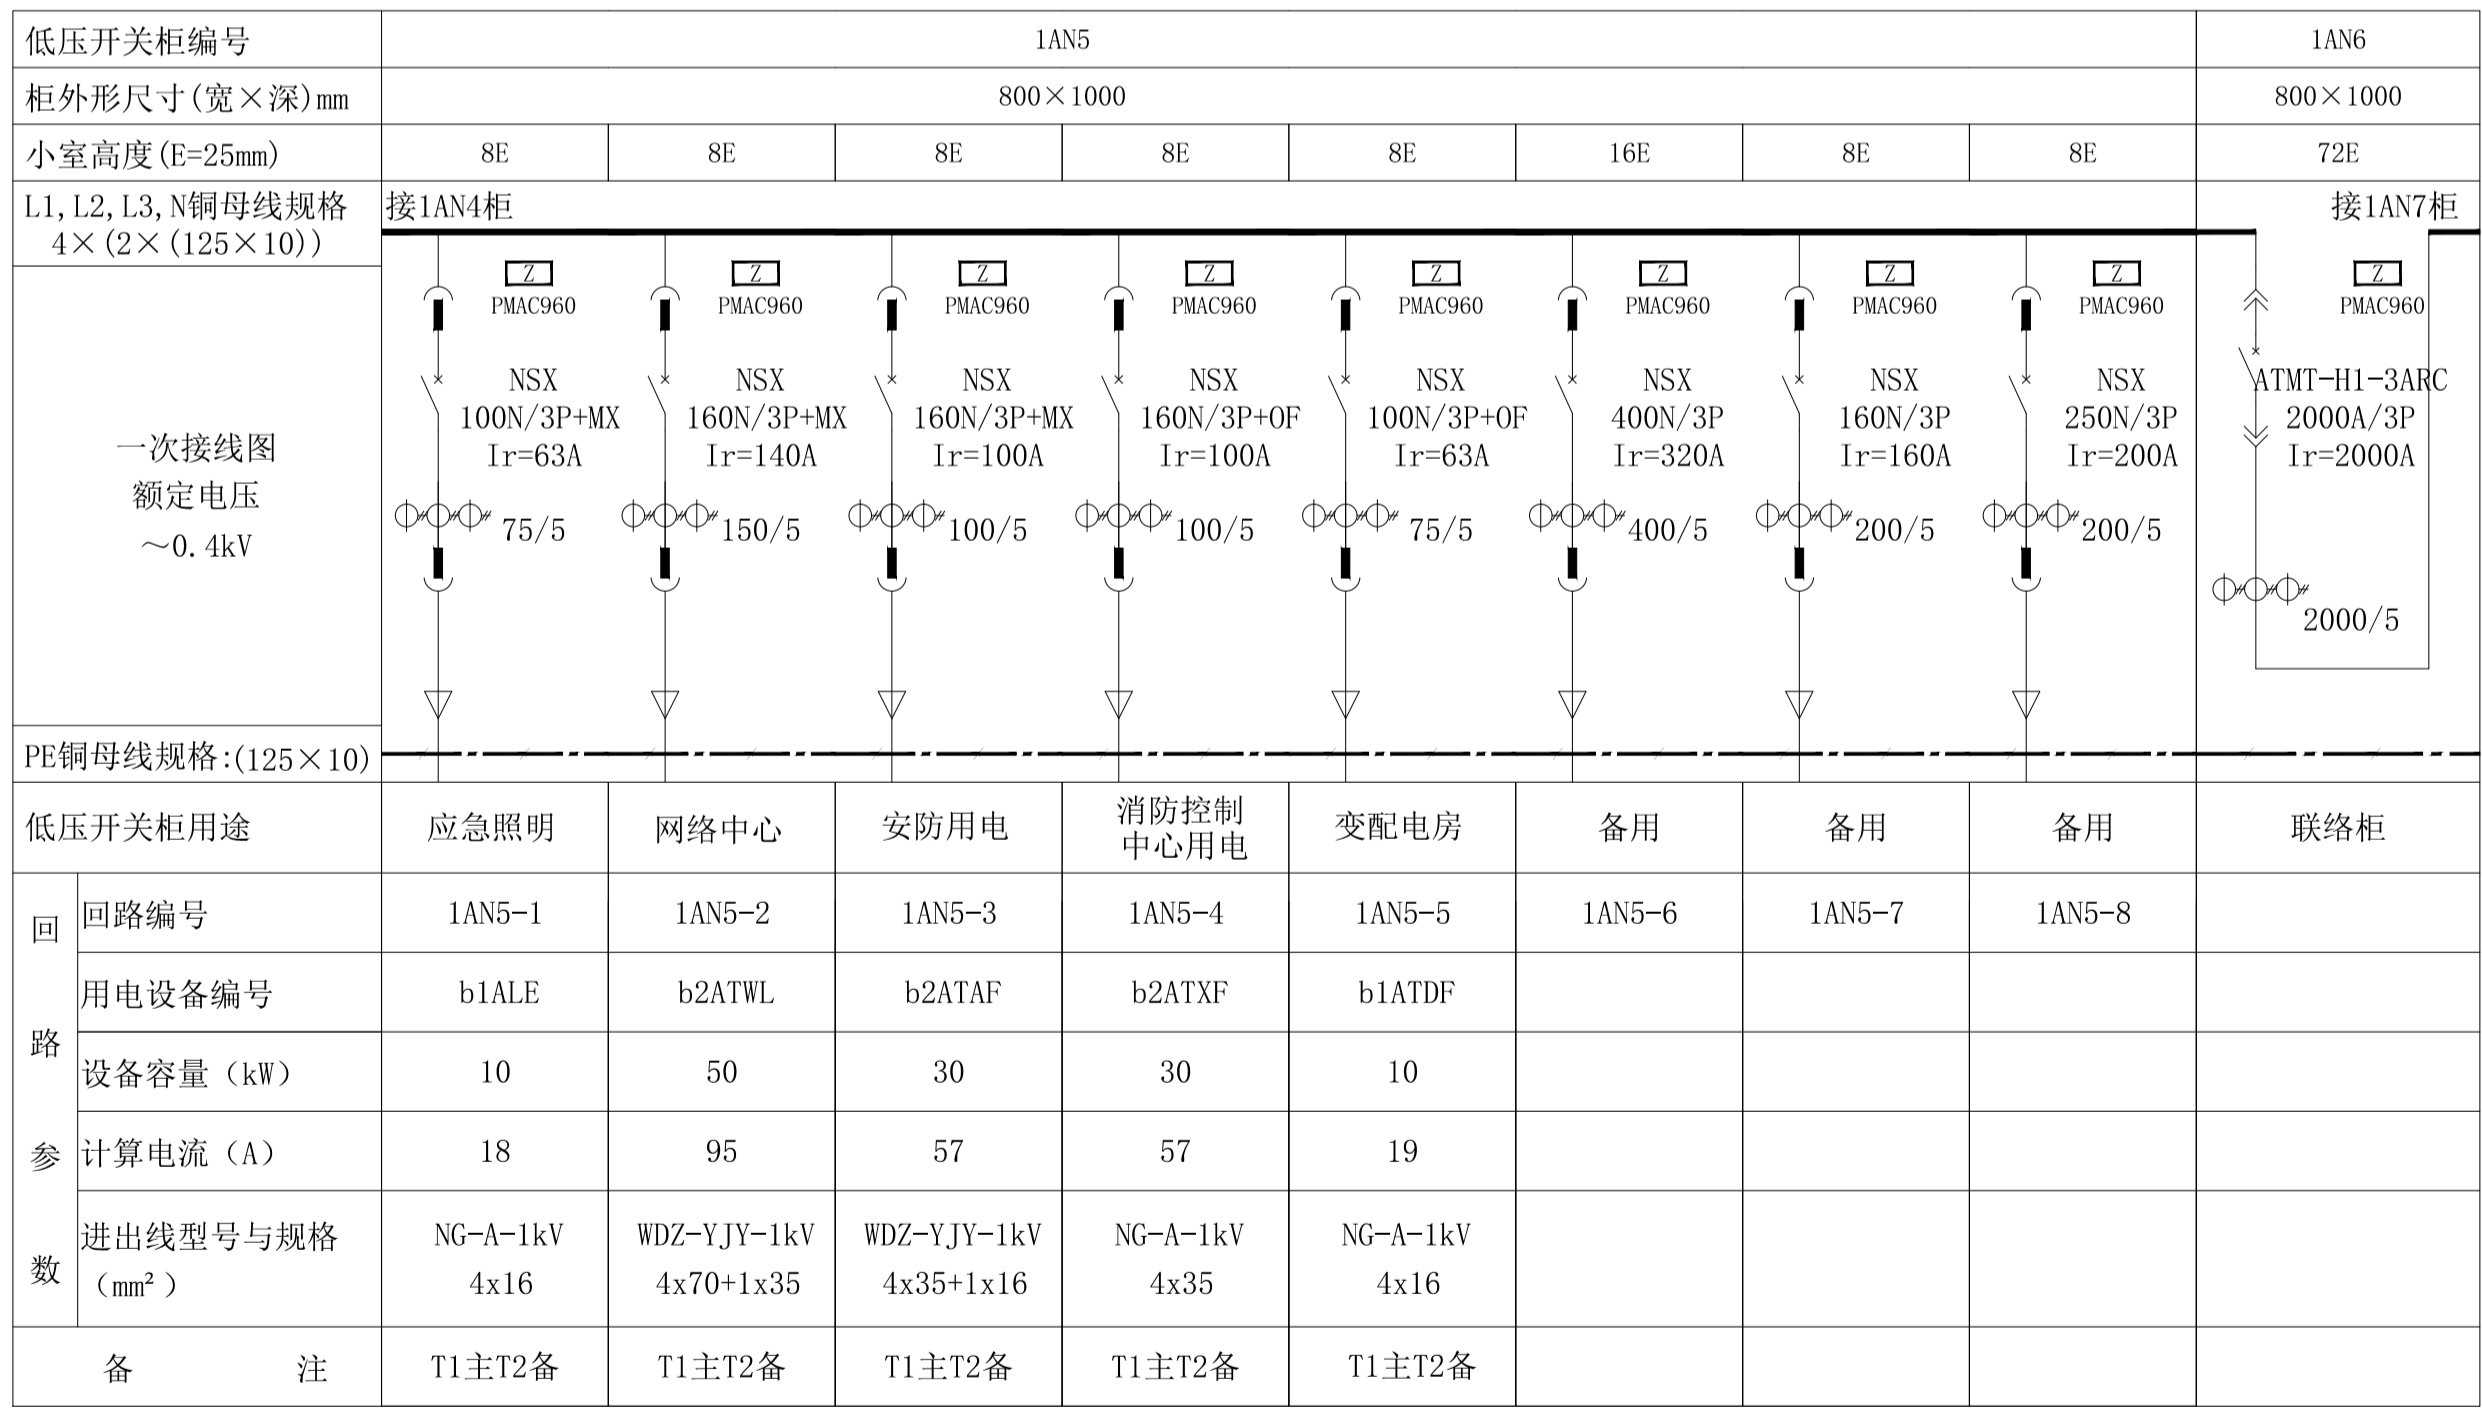 低压开关柜编号 1AN5 1AN6
柜外形尺寸(宽×深)mm 800×1000 800×1000
小室高度(E=25mm) 8E 8E 8E 8E 8E 16E 8E 8E 72E
L1,L2,L3,N铜母线规格 接1AN4柜 接1AN7柜
4×(2×(125×10))
Z Z Z Z Z Z Z Z Z
PMAC960 PMAC960 PMAC960 PMAC960 PMAC960 PMAC960 PMAC960 PMAC960 PMAC960
NSX NSX NSX NSX NSX NSX NSX NSX ATMT-H1-3ARC
100N/3P+MX 160N/3P+MX 160N/3P+MX 160N/3P+OF 100N/3P+OF 400N/3P 160N/3P 250N/3P 2000A/3P
Ir=63A Ir=140A Ir=100A Ir=100A Ir=63A Ir=320A Ir=160A Ir=200A Ir=2000A
一次接线图
额定电压
～0.4kV
75/5 150/5 100/5 100/5 75/5 400/5 200/5 200/5
2000/5
PE铜母线规格:(125×10)
低压开关柜用途 应急照明 网络中心 安防用电 消防控制 变配电房 备用 备用 备用 联络柜
中心用电
回路参数
回路编号 1AN5-1 1AN5-2 1AN5-3 1AN5-4 1AN5-5 1AN5-6 1AN5-7 1AN5-8
用电设备编号 b1ALE b2ATWL b2ATAF b2ATXF b1ATDF
设备容量（kW） 10 50 30 30 10
计算电流（A） 18 95 57 57 19
进出线型号与规格 NG-A-1kV WDZ-YJY-1kV WDZ-YJY-1kV NG-A-1kV NG-A-1kV
（mm²） 4x16 4x70+1x35 4x35+1x16 4x35 4x16
备 注 T1主T2备 T1主T2备 T1主T2备 T1主T2备 T1主T2备